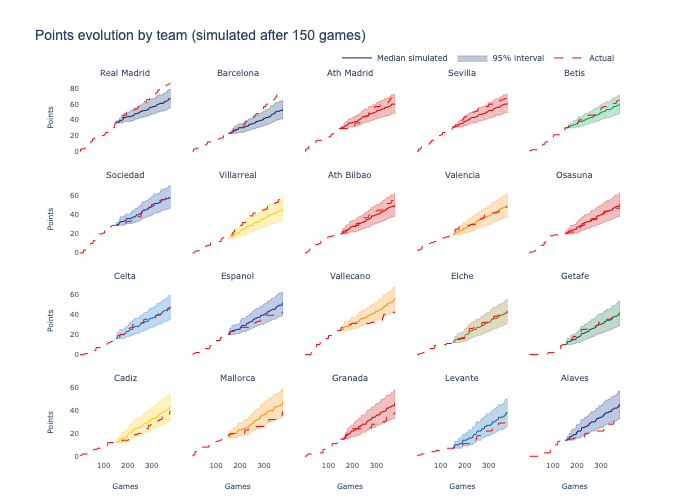 Points evolution by team (simulated after 150 games)
Median simulated 95% interval Actual
Real Madrid Barcelona Ath Madrid Sevilla Betis
80
60
40
20
0
Points
Sociedad Villarreal Ath Bilbao Valencia Osasuna
60
40
20
0
Points
Celta Espanol Vallecano Elche Getafe
60
40
20
0
Points
Cadiz Mallorca Granada Levante Alaves
60
40
20
0
Points
100 200 300 100 200 300 100 200 300 100 200 300 100 200 300
Games Games Games Games Games